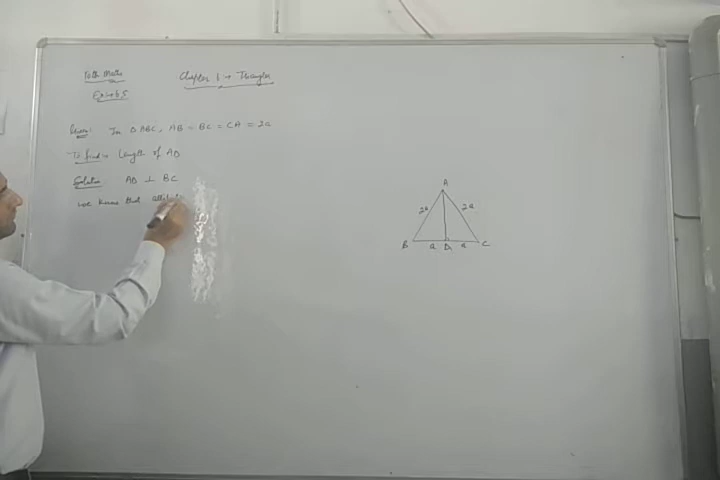 10th Maths
Chapter 6 → Triangles
Ex:- 6.5
Given: In Δ ABC, AB = BC = CA = 2a
To find → Length of AD
Solution AD ⊥ BC
we know that
A
2a 2a
B a D a C